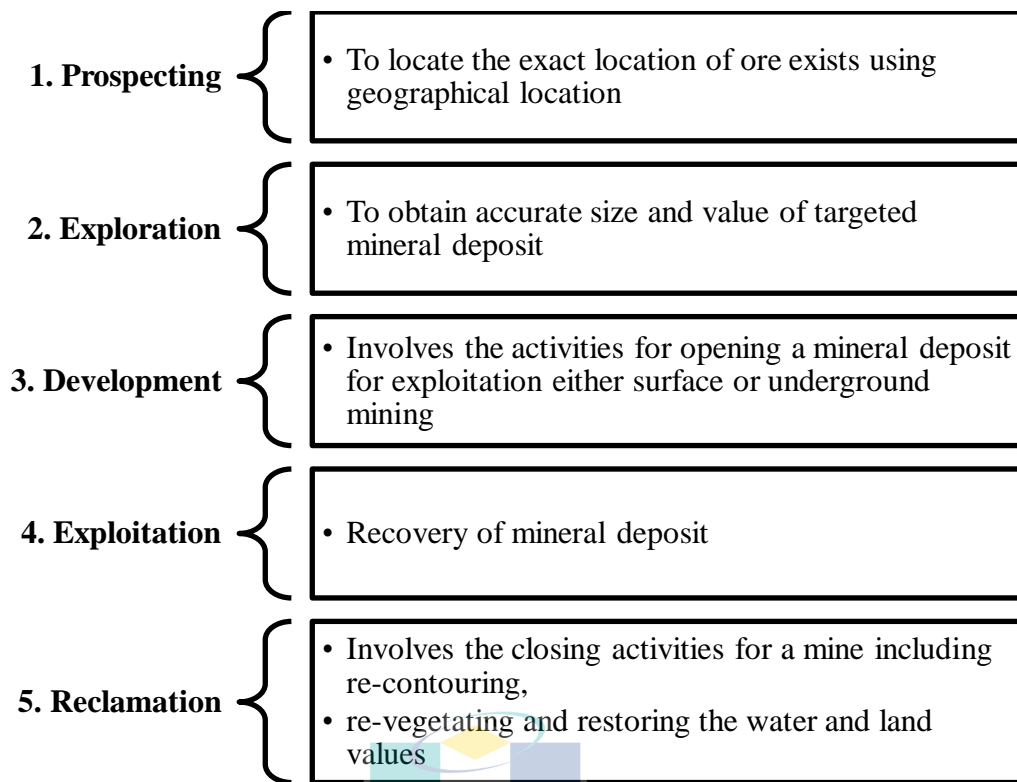 1. Prospecting
• To locate the exact location of ore exists using
geographical location
2. Exploration
• To obtain accurate size and value of targeted
mineral deposit
3. Development
• Involves the activities for opening a mineral deposit
for exploitation either surface or underground
mining
4. Exploitation
• Recovery of mineral deposit
5. Reclamation
• Involves the closing activities for a mine including
re-contouring,
• re-vegetating and restoring the water and land
values